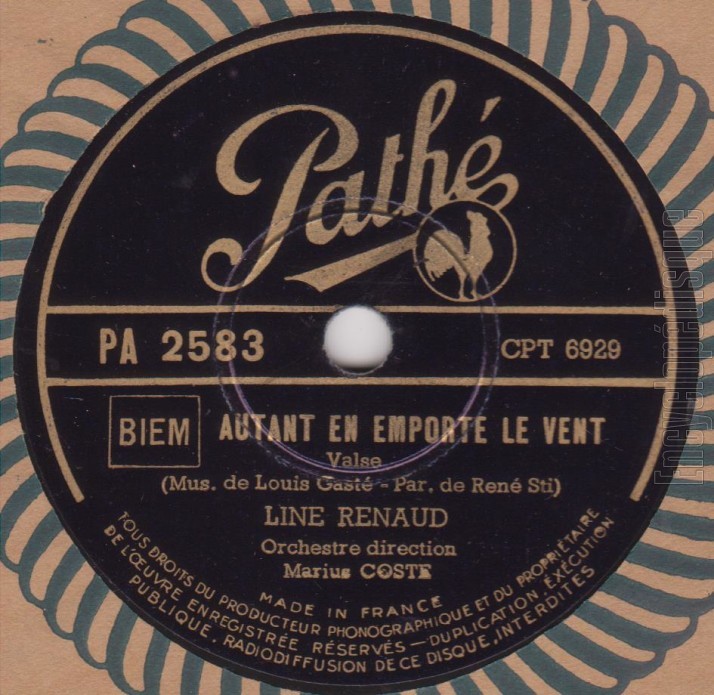 Pathé
PA 2583
CPT 6929
BIEM
AUTANT EN EMPORTE LE VENT
Valse
(Mus. de Louis Gasté - Par. de René Sti)
LINE RENAUD
Orchestre direction
Marius COSTE
MADE IN FRANCE
TOUS DROITS DU PRODUCTEUR PHONOGRAPHIQUE ET DU PROPRIÉTAIRE
DE L'ŒUVRE ENREGISTRÉE RÉSERVÉS — DUPLICATION EXÉCUTION
PUBLIQUE, RADIODIFFUSION DE CE DISQUE, INTERDITES
Encyclopédisque